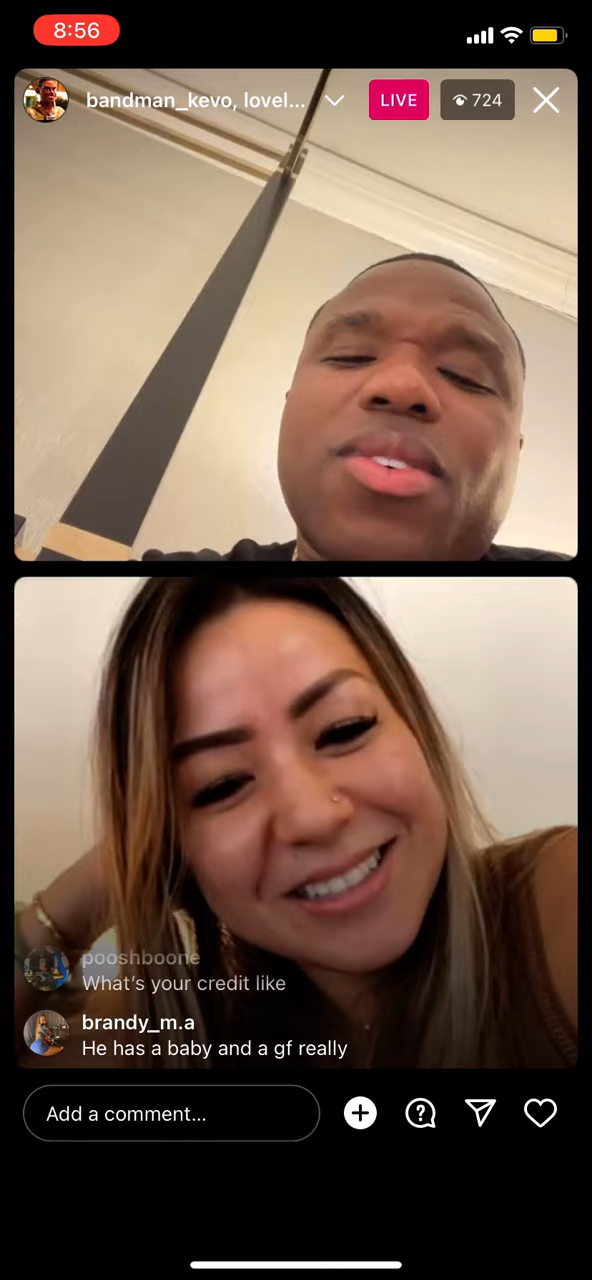 8:56
bandman_kevo, lovel...
LIVE
724
pooshboone
What's your credit like
brandy_m.a
He has a baby and a gf really
Add a comment...